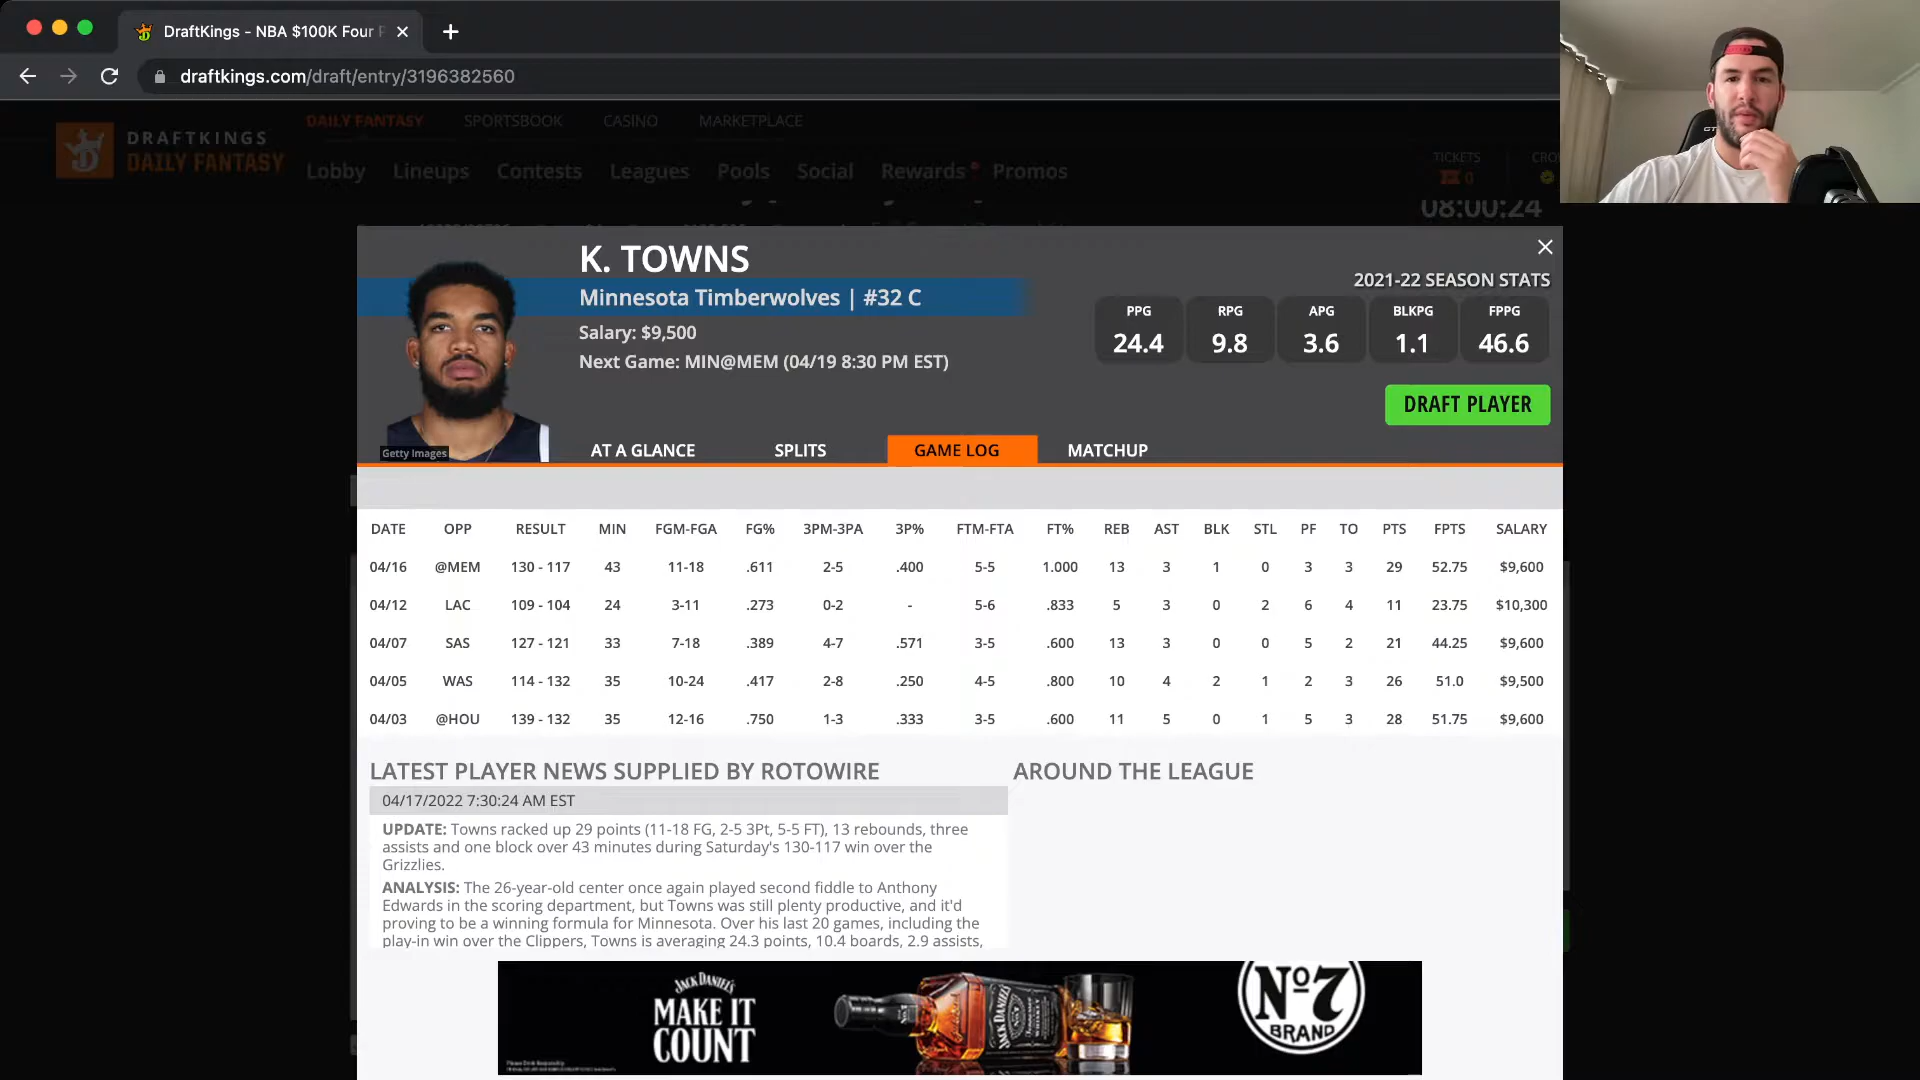 DraftKings - NBA $100K Four
draftkings.com/draft/entry/3196382560
DRAFTKINGS
DAILY FANTASY
DAILY FANTASY SPORTSBOOK CASINO MARKETPLACE
Lobby Lineups Contests Leagues Pools Social Rewards Promos
TICKETS
0
08:00:24
K. TOWNS
Minnesota Timberwolves | #32 C
Salary: $9,500
Next Game: MIN@MEM (04/19 8:30 PM EST)
Getty Images
2021-22 SEASON STATS
PPG RPG APG BLKPG FPPG
24.4 9.8 3.6 1.1 46.6
DRAFT PLAYER
AT A GLANCE SPLITS GAME LOG MATCHUP
DATE OPP RESULT MIN FGM-FGA FG% 3PM-3PA 3P% FTM-FTA FT% REB AST BLK STL PF TO PTS FPTS SALARY
04/16 @MEM 130 - 117 43 11-18 .611 2-5 .400 5-5 1.000 13 3 1 0 3 3 29 52.75 $9,600
04/12 LAC 109 - 104 24 3-11 .273 0-2 - 5-6 .833 5 3 0 2 6 4 11 23.75 $10,300
04/07 SAS 127 - 121 33 7-18 .389 4-7 .571 3-5 .600 13 3 0 0 5 2 21 44.25 $9,600
04/05 WAS 114 - 132 35 10-24 .417 2-8 .250 4-5 .800 10 4 2 1 2 3 26 51.0 $9,500
04/03 @HOU 139 - 132 35 12-16 .750 1-3 .333 3-5 .600 11 5 0 1 5 3 28 51.75 $9,600
LATEST PLAYER NEWS SUPPLIED BY ROTOWIRE
04/17/2022 7:30:24 AM EST
UPDATE: Towns racked up 29 points (11-18 FG, 2-5 3Pt, 5-5 FT), 13 rebounds, three
assists and one block over 43 minutes during Saturday's 130-117 win over the
Grizzlies.
ANALYSIS: The 26-year-old center once again played second fiddle to Anthony
Edwards in the scoring department, but Towns was still plenty productive, and it'd
proving to be a winning formula for Minnesota. Over his last 20 games, including the
play-in win over the Clippers, Towns is averaging 24.3 points, 10.4 boards, 2.9 assists,
AROUND THE LEAGUE
JACK DANIEL'S
MAKE IT
COUNT
Nº7
BRAND